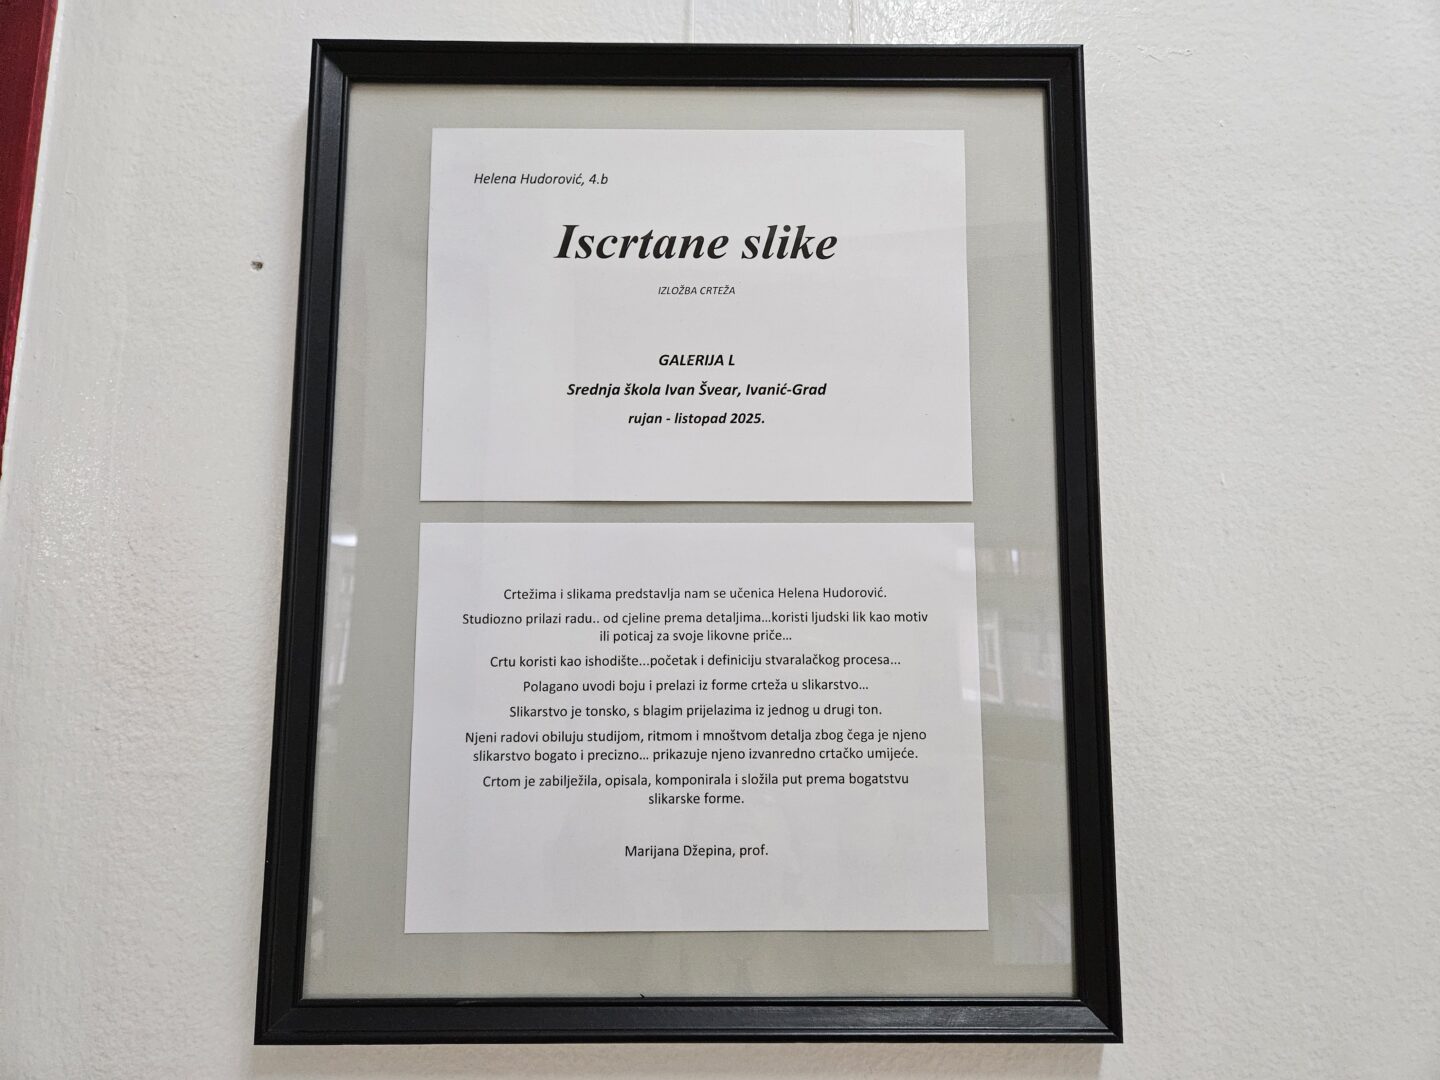 Helena Hudorović, 4.b
Iscrtane slike
IZLOŽBA CRTEŽA
GALERIJA L
Srednja škola Ivan Švear, Ivanić-Grad
rujan - listopad 2025.
Crtežima i slikama predstavlja nam se učenica Helena Hudorović.
Studiozno prilazi radu.. od cjeline prema detaljima...koristi ljudski lik kao motiv
ili poticaj za svoje likovne priče...
Crtu koristi kao ishodište...početak i definiciju stvaralačkog procesa...
Polagano uvodi boju i prelazi iz forme crteža u slikarstvo...
Slikarstvo je tonsko, s blagim prijelazima iz jednog u drugi ton.
Njeni radovi obiluju studijom, ritmom i mnoštvom detalja zbog čega je njeno
slikarstvo bogato i precizno... prikazuje njeno izvanredno crtačko umijeće.
Crtom je zabilježila, opisala, komponirala i složila put prema bogatstvu
slikarske forme.
Marijana Džepina, prof.